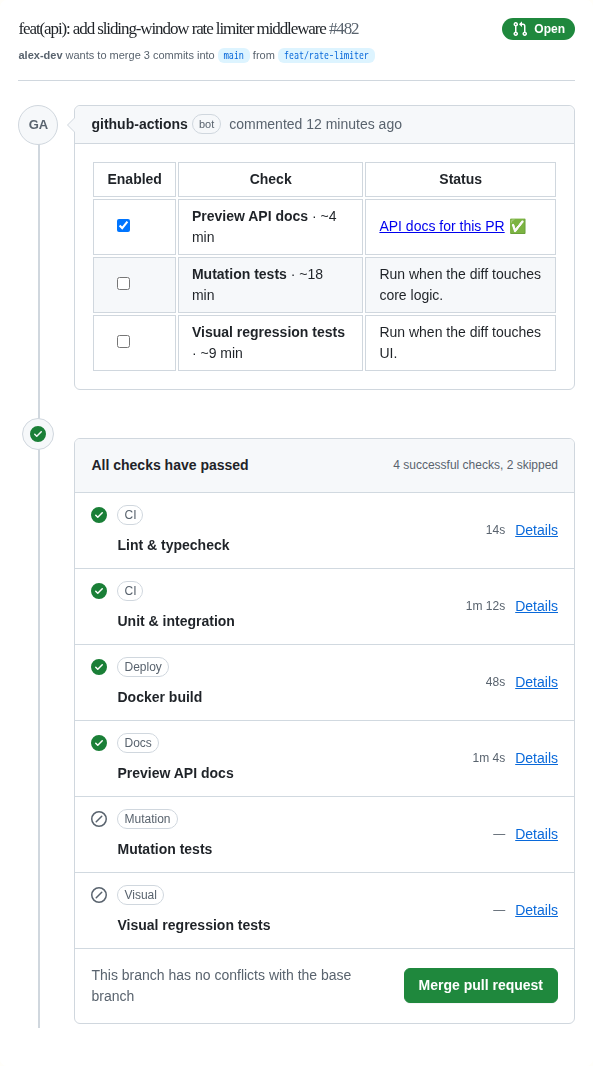 feat(api): add sliding-window rate limiter middleware #482
Open
alex-dev wants to merge 3 commits into main from feat/rate-limiter
GA
github-actions bot commented 12 minutes ago
Enabled Check Status
Preview API docs · ~4
min
API docs for this PR ✅
Mutation tests · ~18
min
Run when the diff touches
core logic.
Visual regression tests
· ~9 min
Run when the diff touches
UI.
All checks have passed
4 successful checks, 2 skipped
CI
Lint & typecheck
14s Details
CI
Unit & integration
1m 12s Details
Deploy
Docker build
48s Details
Docs
Preview API docs
1m 4s Details
Mutation
Mutation tests
— Details
Visual
Visual regression tests
— Details
This branch has no conflicts with the base
branch
Merge pull request